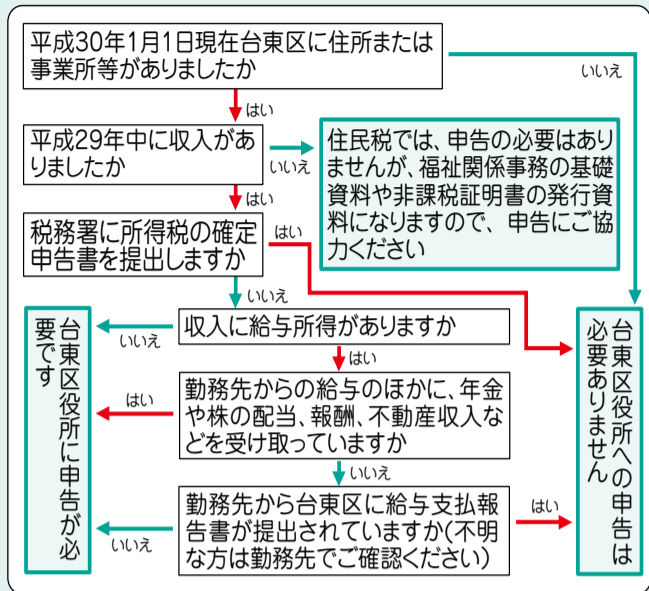 平成30年1月1日現在台東区に住所または
事業所等がありましたか
いいえ
はい
平成29年中に収入があ
りましたか
いいえ
住民税では、申告の必要はあり
ませんが、福祉関係事務の基礎
資料や非課税証明書の発行資
料になりますので、申告にご協
力ください
はい
税務署に所得税の確定
申告書を提出しますか
はい
いいえ
収入に給与所得がありますか
いいえ
はい
勤務先からの給与のほかに、年金
や株の配当、報酬、不動産収入な
どを受け取っていますか
はい
いいえ
勤務先から台東区に給与支払報
告書が提出されていますか(不明
な方は勤務先でご確認ください)
いいえ
はい
台東区役所に申告が必
要です
台東区役所への申告は
必要ありません